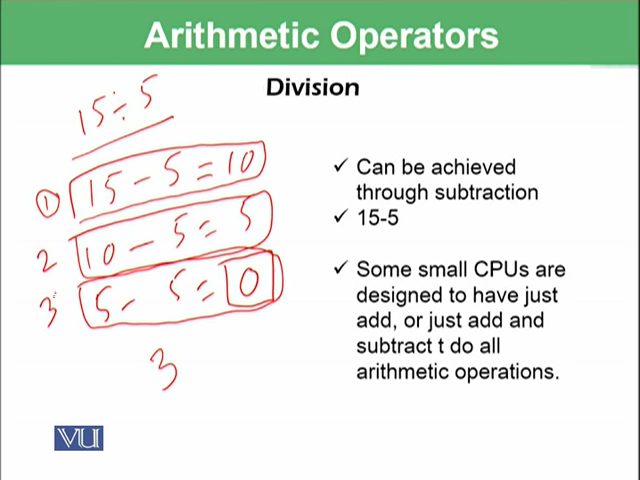 Arithmetic Operators
Division
15 ÷ 5
① 15 - 5 = 10
2 10 - 5 = 5
3 5 - 5 = 0
3
✓ Can be achieved
through subtraction
✓ 15-5
✓ Some small CPUs are
designed to have just
add, or just add and
subtract t do all
arithmetic operations.
VU